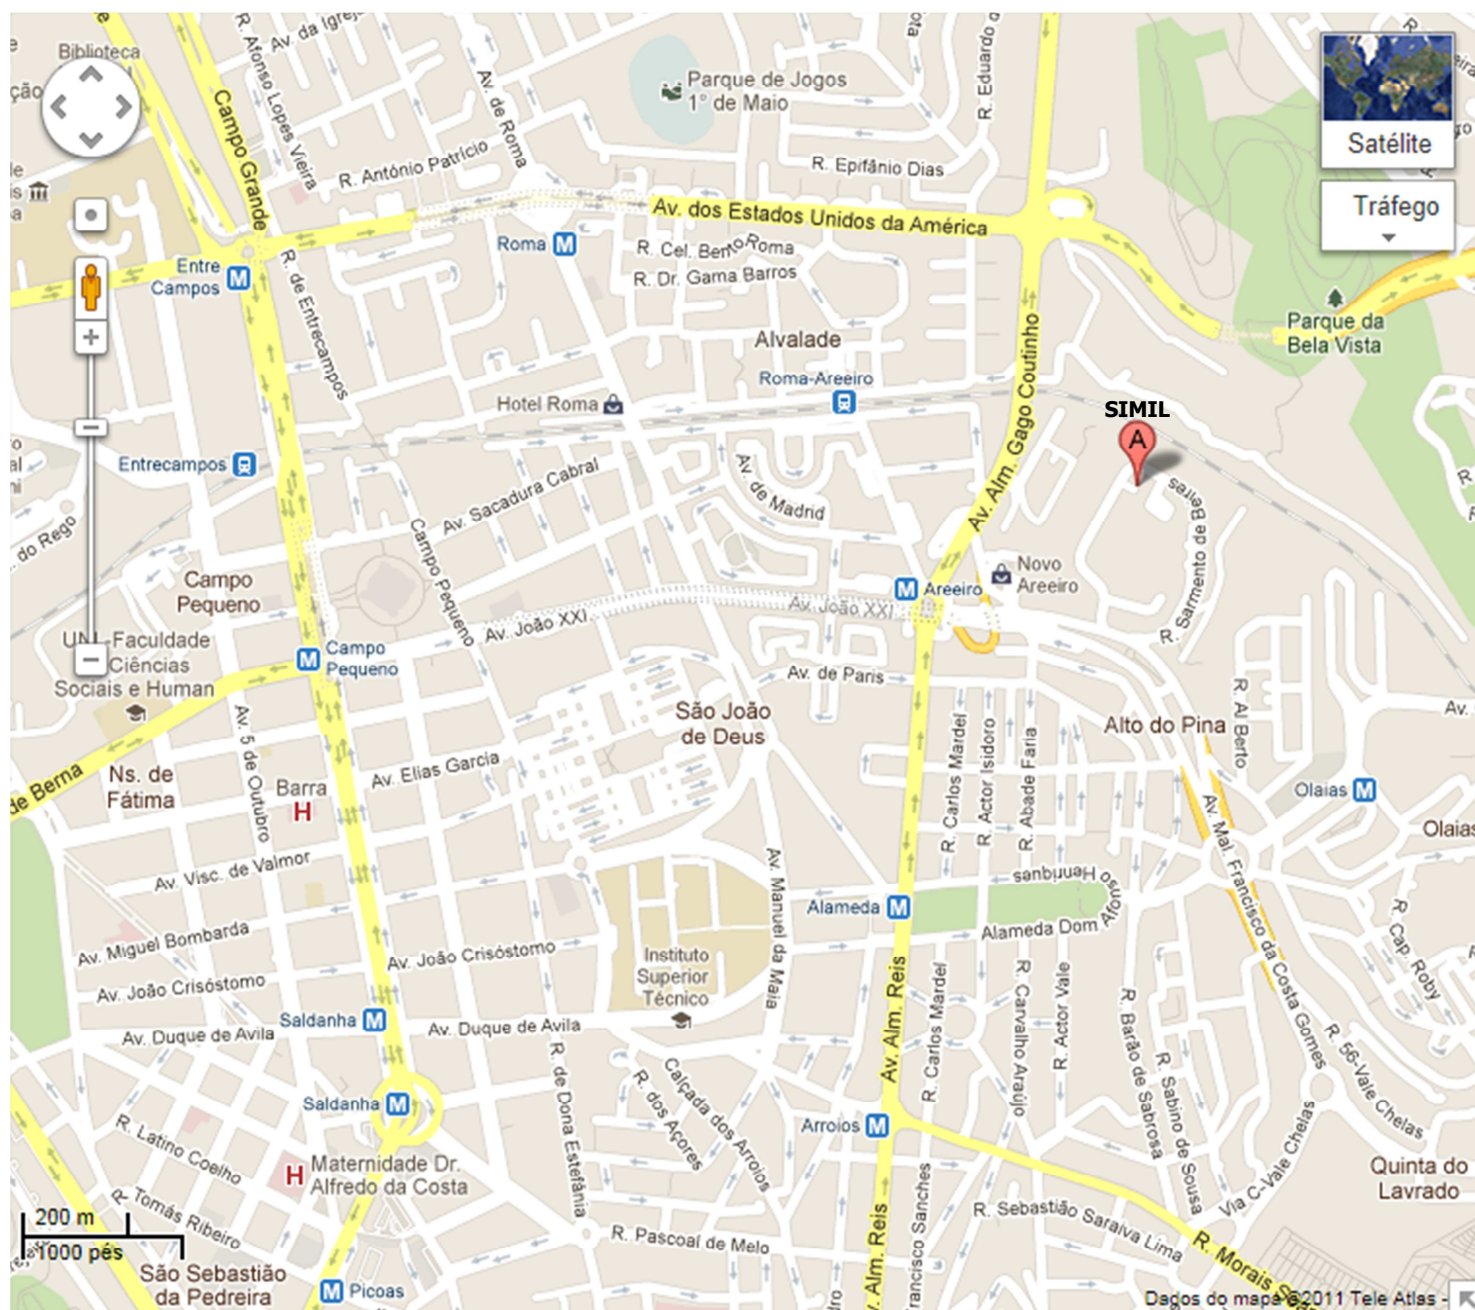 R. Afonso Lopes Vieira
Av. da Igreja
Av. de Roma
Biblioteca
Parque de Jogos
1° de Maio
R. Eduardo
Satélite
Tráfego
Campo Grande
R. António Patrício
R. Epifânio Dias
Av. dos Estados Unidos da América
Roma
R. Cel. Bento Roma
R. Dr. Gama Barros
Entre
Campos
R. de Entrecampos
Parque da
Bela Vista
Alvalade
Roma-Areeiro
Hotel Roma
Av. Alm. Gago Coutinho
SIMIL
A
Entrecampos
Av. Sacadura Cabral
Av. de Madrid
R. Sarmento de Beires
do Rego
Campo
Pequeno
Campo Pequeno
Novo
Areeiro
Areeiro
Av. João XXI
Av. João XXI
Faculdade
Ciências
Sociais e Human
Campo
Pequeno
Av. de Paris
R. Al Berto
Av.
São João
de Deus
Alto do Pina
Av. 5 de Outubro
R. Carlos Mardel
R. Actor Isidoro
R. Abade Faria
Av. Elias Garcia
de Berna
Ns. de
Fátima
Barra
H
Olaias
Olaias
Av. Mal. Francisco da Costa Gomes
Av. Visc. de Valmor
Av. Manuel da Maia
Alameda
Alameda Dom Afonso Henriques
Av. Miguel Bombarda
Av. João Crisóstomo
Av. João Crisóstomo
Instituto
Superior
Técnico
R. Cap. Roby
Av. Alm. Reis
R. Carlos Mardel
R. Carvalho Araújo
R. Actor Vale
R. Barão de Sabrosa
R. Sabino de Sousa
R. 56-Vale Chelas
Saldanha
Av. Duque de Avila
Av. Duque de Avila
R. de Dona Estefânia
R. dos Açores
Calçada dos Arroios
Saldanha
Arroios
Via C-Vale Chelas
R. Latino Coelho
H
Maternidade Dr.
Alfredo da Costa
Quinta do
Lavrado
R. Tomás Ribeiro
R. Pascoal de Melo
Alm. Reis
Francisco Sanches
R. Sebastião Saraiva Lima
R. Morais
200 m
1000 pés
São Sebastião
da Pedreira
Picoas
Dagos do mapa ©2011 Tele Atlas -